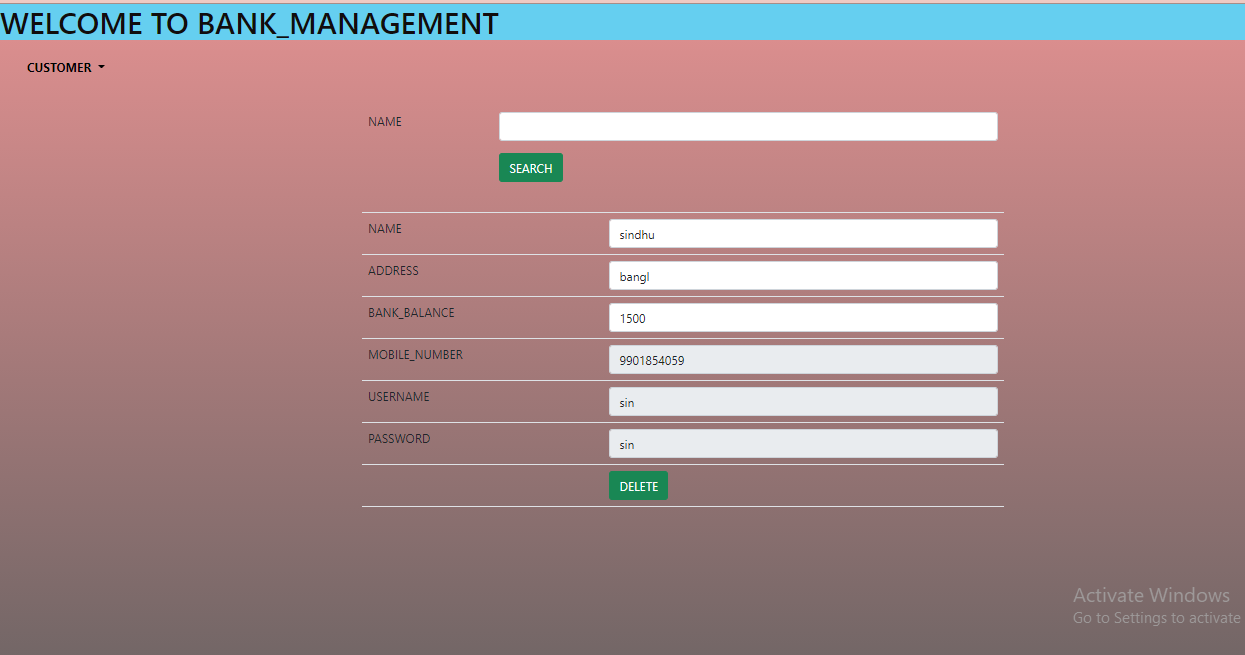 WELCOME TO BANK_MANAGEMENT
CUSTOMER
NAME
SEARCH
NAME sindhu
ADDRESS bangl
BANK_BALANCE 1500
MOBILE_NUMBER 9901854059
USERNAME sin
PASSWORD sin
DELETE
Activate Windows
Go to Settings to activate